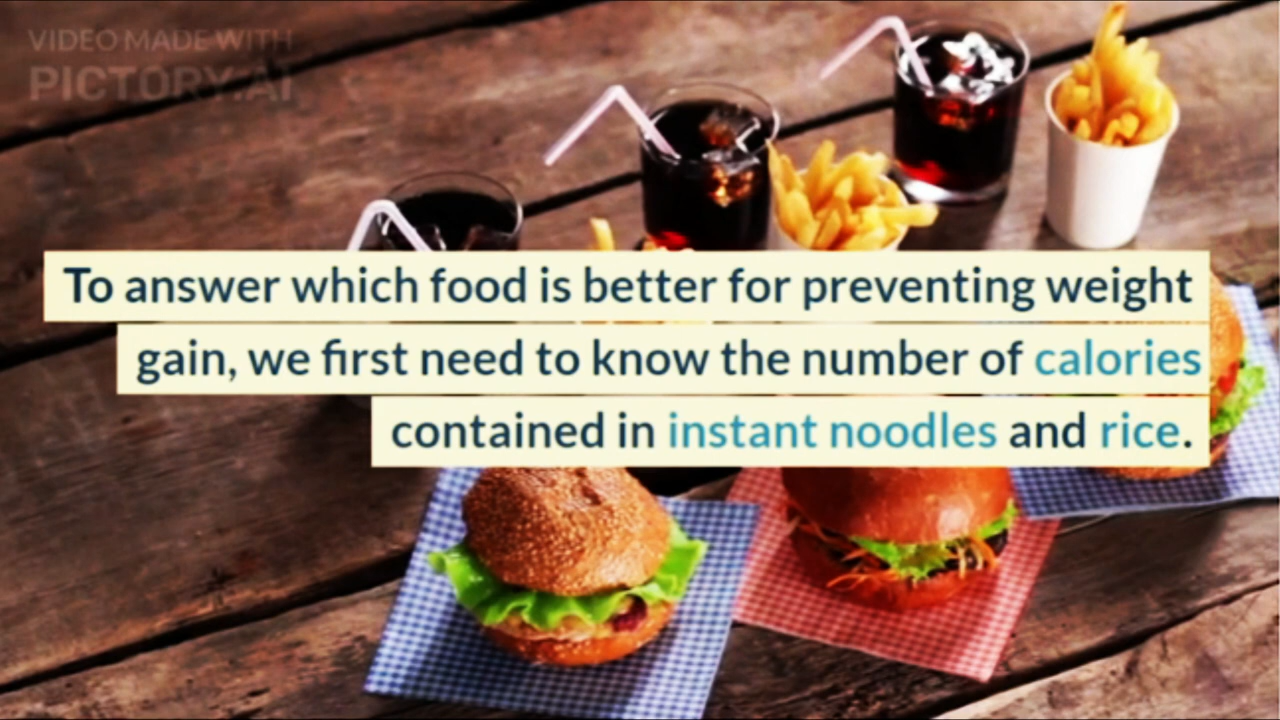 VIDEO MADE WITH
PICTORY.AI
To answer which food is better for preventing weight
gain, we first need to know the number of calories
contained in instant noodles and rice.